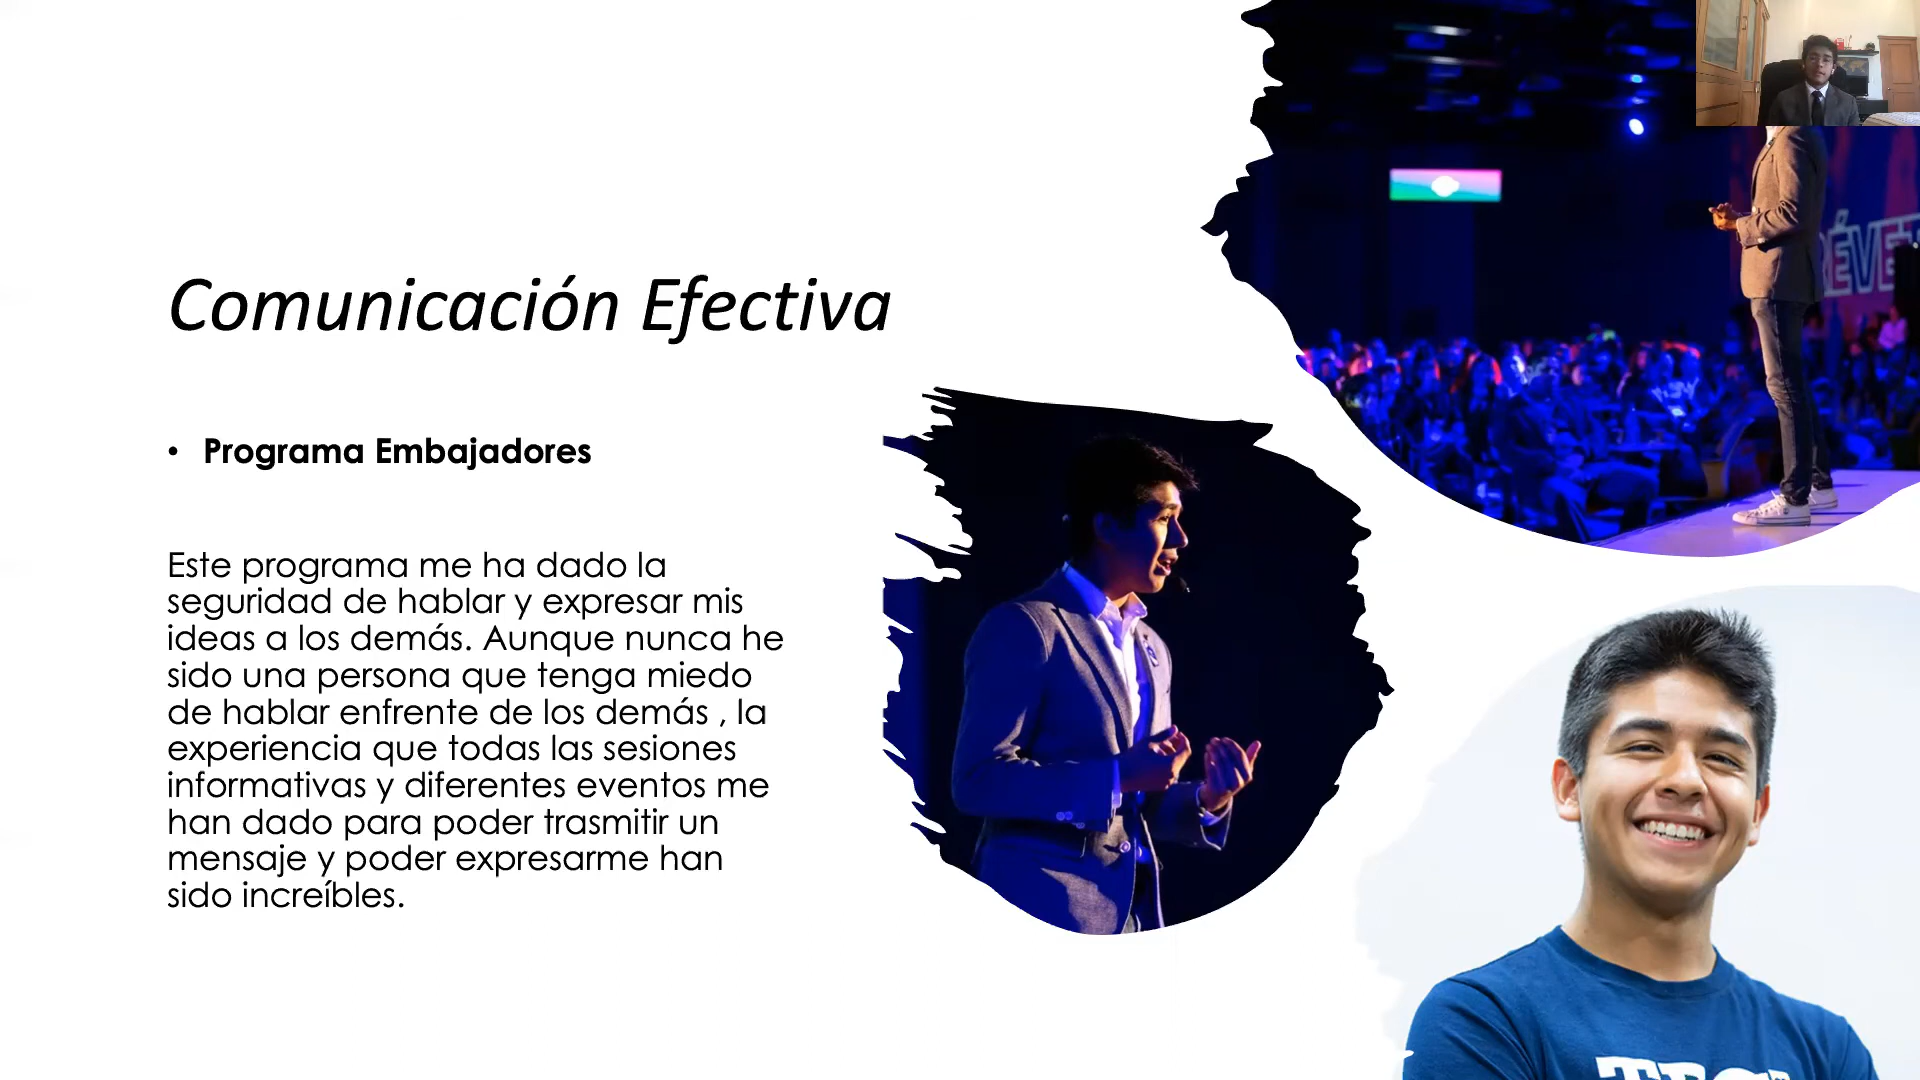 Comunicación Efectiva
• Programa Embajadores
Este programa me ha dado la
seguridad de hablar y expresar mis
ideas a los demás. Aunque nunca he
sido una persona que tenga miedo
de hablar enfrente de los demás , la
experiencia que todas las sesiones
informativas y diferentes eventos me
han dado para poder trasmitir un
mensaje y poder expresarme han
sido increíbles.